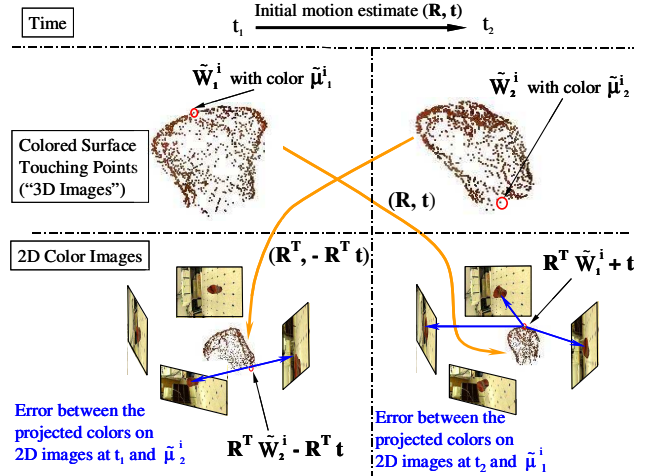 Time
Initial motion estimate (R, t)
t₁
t₂
W̃₁ⁱ with color μ̃₁ⁱ
W̃₂ⁱ with color μ̃₂ⁱ
Colored Surface
Touching Points
(“3D Images”)
(R, t)
2D Color Images
(Rᵀ, - Rᵀ t)
Rᵀ W̃₁ⁱ + t
Error between the
projected colors on
2D images at t₁ and μ̃₂ⁱ
Rᵀ W̃₂ⁱ - Rᵀ t
Error between the
projected colors on
2D images at t₂ and μ̃₁ⁱ